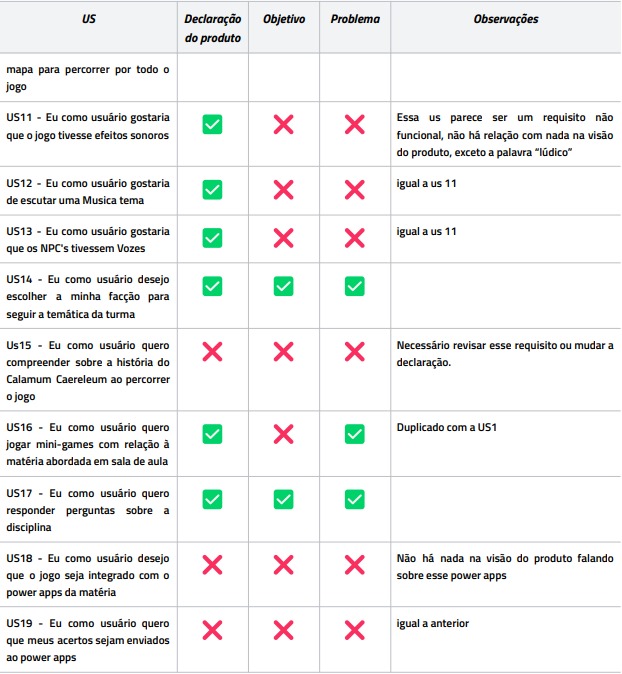 US
Declaração
do produto
Objetivo
Problema
Observações
mapa para percorrer por todo o
jogo
US11 - Eu como usuário gostaria
que o jogo tivesse efeitos sonoros
Essa us parece ser um requisito não
funcional, não há relação com nada na visão
do produto, exceto a palavra “lúdico”
US12 - Eu como usuário gostaria
de escutar uma Musica tema
igual a us 11
US13 - Eu como usuário gostaria
que os NPC's tivessem Vozes
igual a us 11
US14 - Eu como usuário desejo
escolher a minha facção para
seguir a temática da turma
Us15 - Eu como usuário quero
compreender sobre a história do
Calamum Caereleum ao percorrer
o jogo
Necessário revisar esse requisito ou mudar a
declaração.
US16 - Eu como usuário quero
jogar mini-games com relação à
matéria abordada em sala de aula
Duplicado com a US1
US17 - Eu como usuário quero
responder perguntas sobre a
disciplina
US18 - Eu como usuário desejo
que o jogo seja integrado com o
power apps da matéria
Não há nada na visão do produto falando
sobre esse power apps
US19 - Eu como usuário quero
que meus acertos sejam enviados
ao power apps
igual a anterior